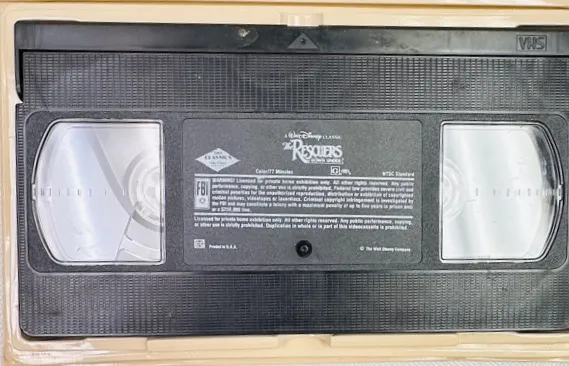 VHS
A WALT DISNEY CLASSIC
The RESCUERS
DOWN UNDER
THE CLASSICS
Color/77 Minutes
G
NTSC Standard
FBI
WARNING! Licensed for private home exhibition only. All other rights reserved. Any public
performance, copying, or other use is strictly prohibited. Federal law provides severe civil and
criminal penalties for the unauthorized reproduction, distribution or exhibition of copyrighted
motion pictures, videotapes or laserdiscs. Criminal copyright infringement is investigated by
the FBI and may constitute a felony with a maximum penalty of up to five years in prison and/
or a $250,000 fine.
Licensed for private home exhibition only. All other rights reserved. Any public performance, copying,
or other use is strictly prohibited. Duplication in whole or in part of this videocassette is prohibited.
Printed in U.S.A.
© The Walt Disney Company